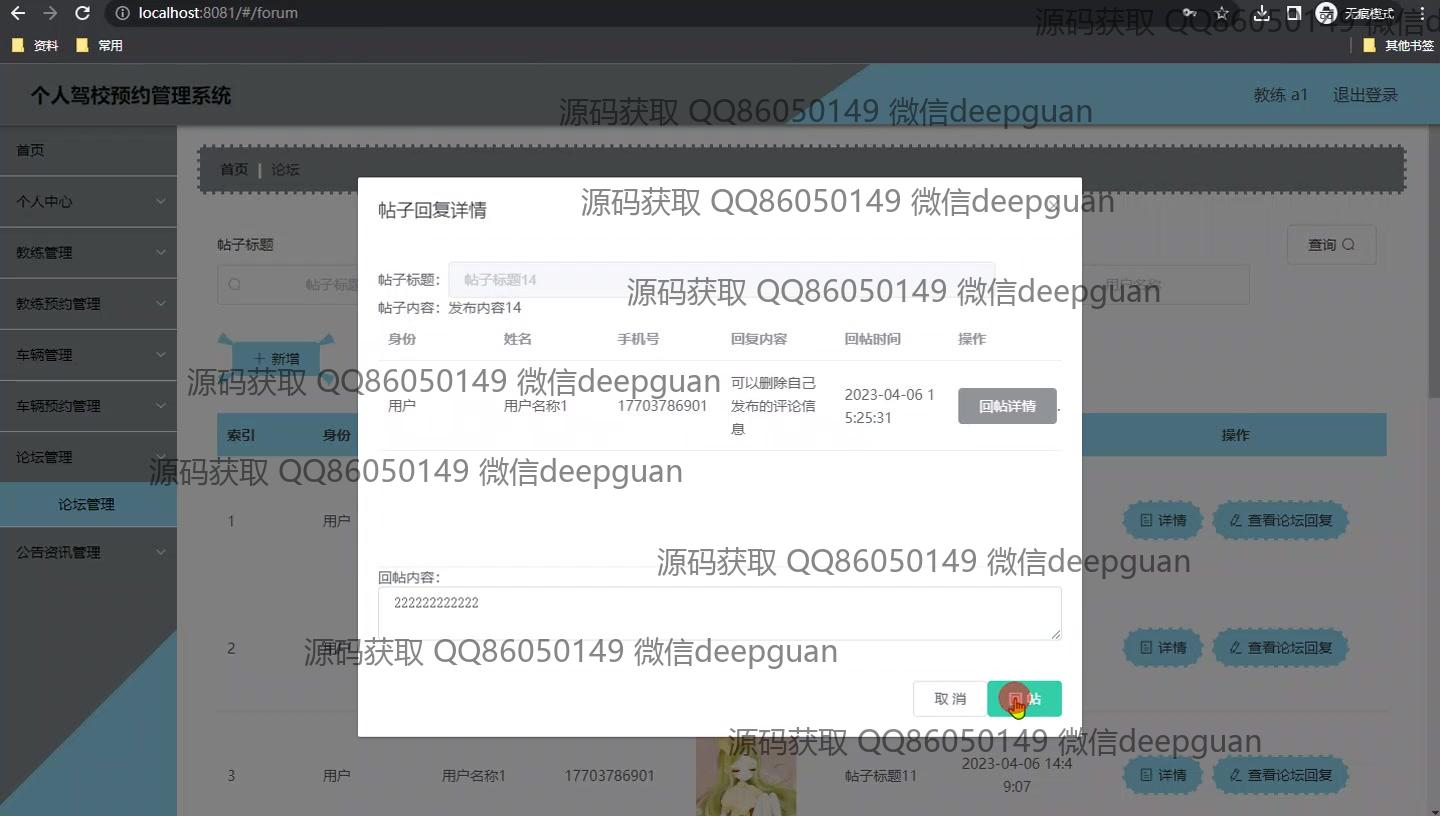 localhost:8081/#/forum
无痕模式
资料
常用
其他书签
源码获取 QQ86050149 微信d
个人驾校预约管理系统
教练 a1
退出登录
源码获取 QQ86050149 微信deepguan
首页
个人中心
教练管理
教练预约管理
车辆管理
车辆预约管理
论坛管理
论坛管理
公告资讯管理
首页 | 论坛
帖子标题
帖子标题
用户名称
查询
+ 新增
索引
身份
操作
1
用户
详情
查看论坛回复
2
用户
详情
查看论坛回复
3
用户
用户名称1
17703786901
帖子标题11
2023-04-06 14:4
9:07
详情
查看论坛回复
帖子回复详情
源码获取 QQ86050149 微信deepguan
帖子标题: 帖子标题14
源码获取 QQ86050149 微信deepguan
帖子内容: 发布内容14
身份 姓名 手机号 回复内容 回帖时间 操作
源码获取 QQ86050149 微信deepguan
用户 用户名称1 17703786901
可以删除自己
发布的评论信
息
2023-04-06 1
5:25:31
回帖详情
源码获取 QQ86050149 微信deepguan
源码获取 QQ86050149 微信deepguan
回帖内容:
222222222222
源码获取 QQ86050149 微信deepguan
取 消
回 帖
源码获取 QQ86050149 微信deepguan